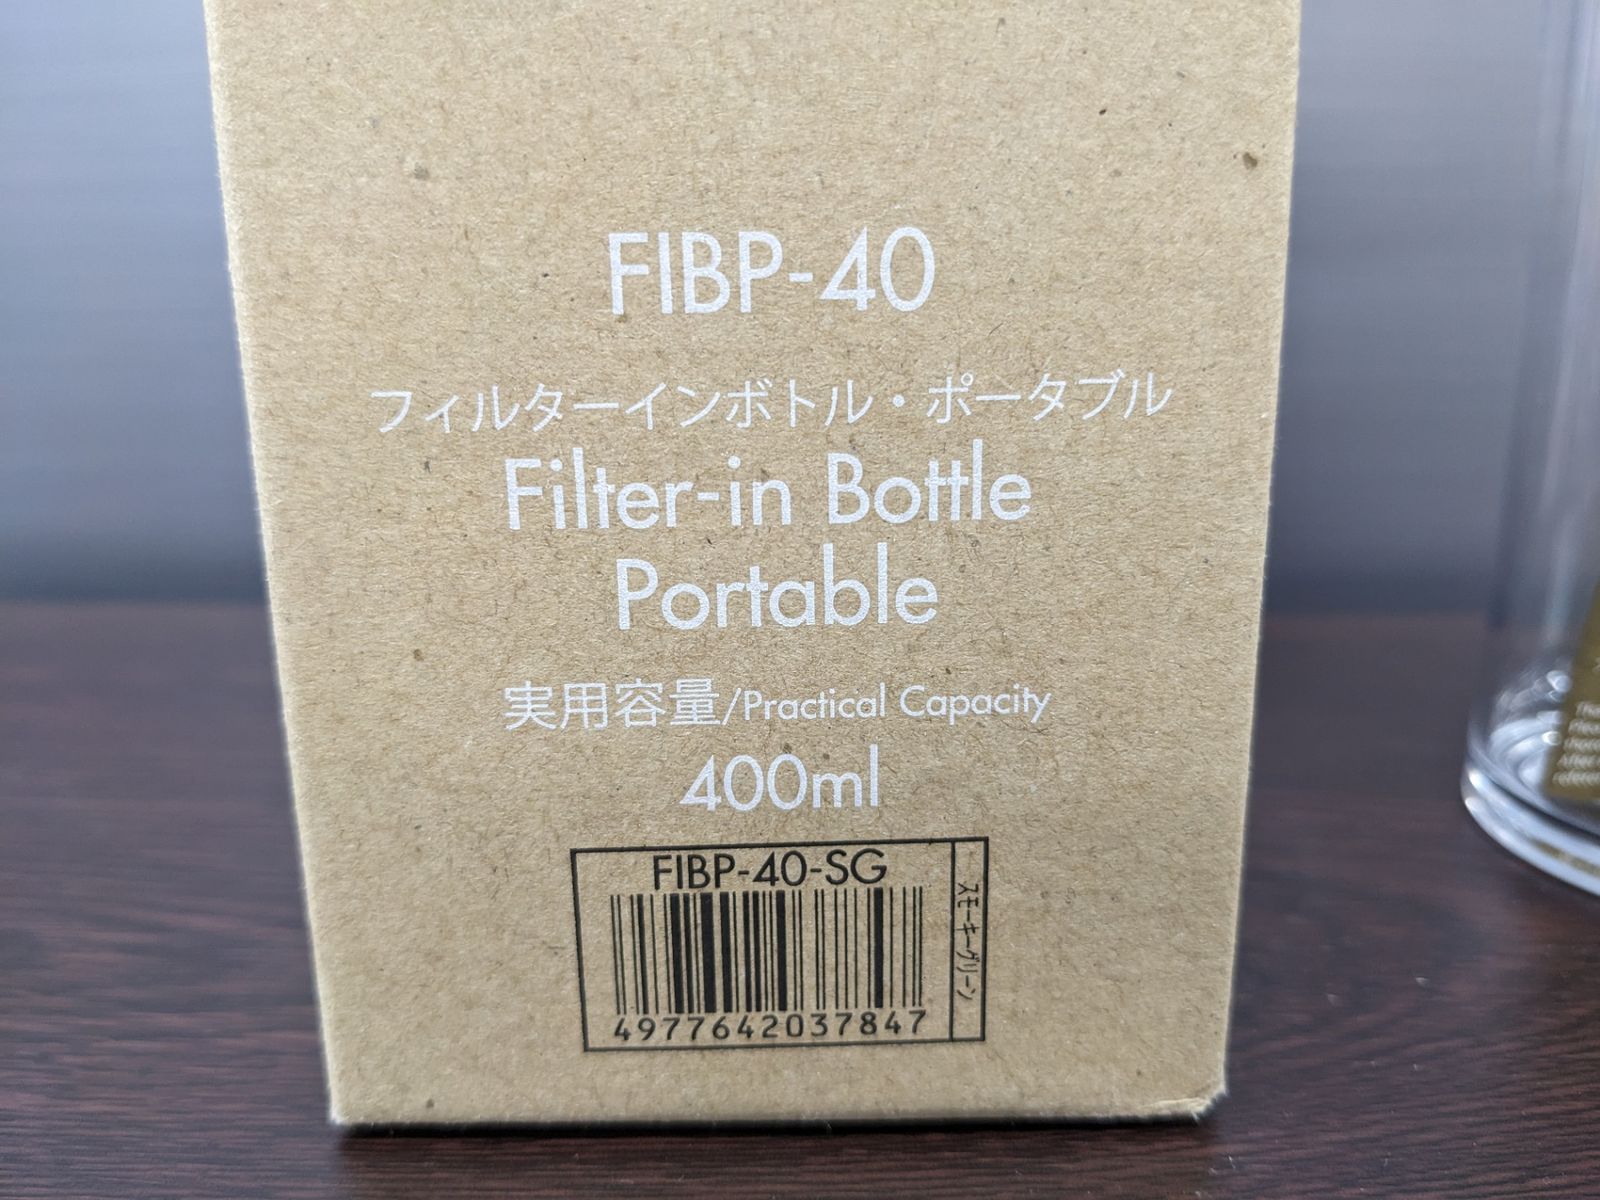 FIBP-40
フィルターインボトル・ポータブル
Filter-in Bottle
Portable
実用容量/Practical Capacity
400ml
FIBP-40-SG
4977642037847
スモーキーグリーン